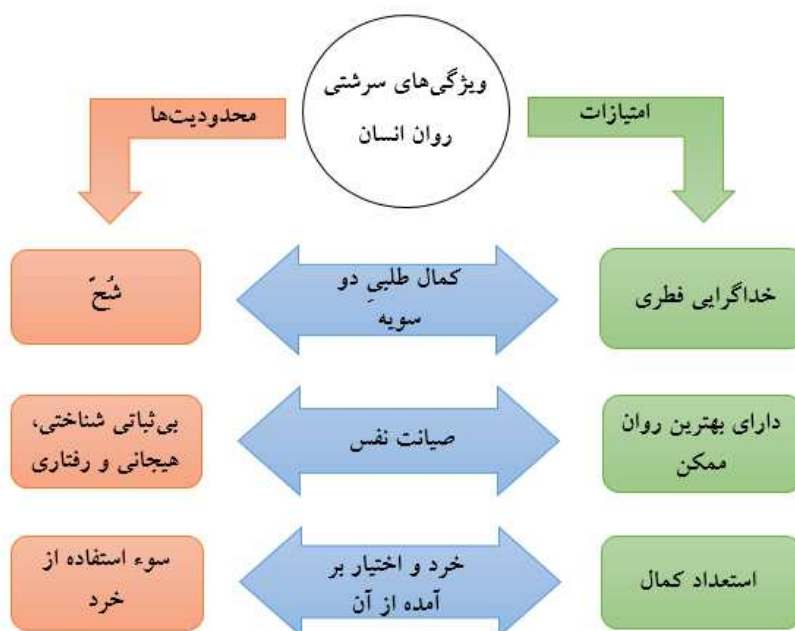 ویژگی‌های سرشتی
روان انسان
امتیازات
محدودیت‌ها
خداگرایی فطری
کمال طلبیِ دو
سویه
شُحّ
دارای بهترین روان
ممکن
صیانت نفس
بی‌ثباتی شناختی،
هیجانی و رفتاری
استعداد کمال
خرد و اختیار بر
آمده از آن
سوء استفاده از
خرد